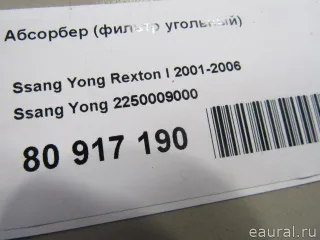 Абсорбер (фильтр угольный)
Ssang Yong Rexton I 2001-2006
Ssang Yong 2250009000
80 917 190
eaural.ru